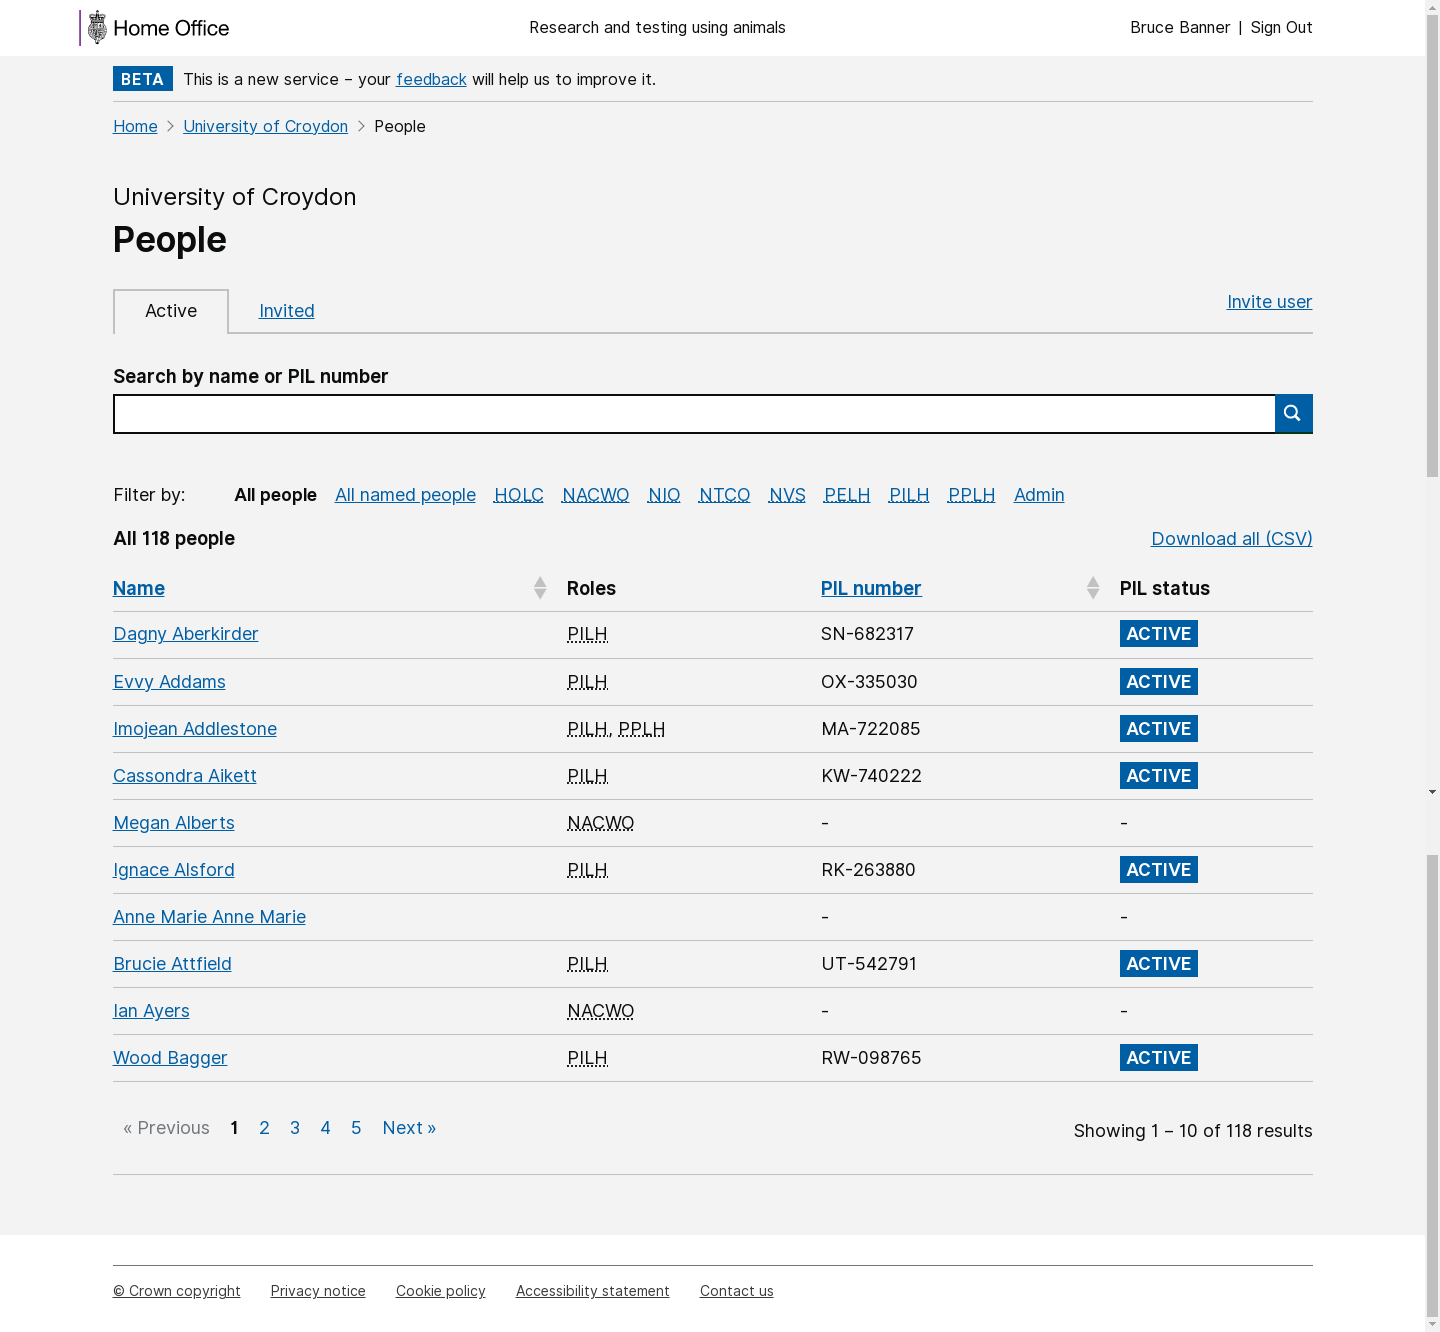 Home Office
Research and testing using animals
Bruce Banner | Sign Out
BETA This is a new service – your feedback will help us to improve it.
Home > University of Croydon > People
University of Croydon
People
Active Invited Invite user
Search by name or PIL number
Filter by: All people All named people HOLC NACWO NIO NTCO NVS PELH PILH PPLH Admin
All 118 people Download all (CSV)
Name Roles PIL number PIL status
Dagny Aberkirder PILH SN-682317 ACTIVE
Evvy Addams PILH OX-335030 ACTIVE
Imojean Addlestone PILH, PPLH MA-722085 ACTIVE
Cassondra Aikett PILH KW-740222 ACTIVE
Megan Alberts NACWO - -
Ignace Alsford PILH RK-263880 ACTIVE
Anne Marie Anne Marie - -
Brucie Attfield PILH UT-542791 ACTIVE
Ian Ayers NACWO - -
Wood Bagger PILH RW-098765 ACTIVE
« Previous 1 2 3 4 5 Next » Showing 1 – 10 of 118 results
© Crown copyright Privacy notice Cookie policy Accessibility statement Contact us